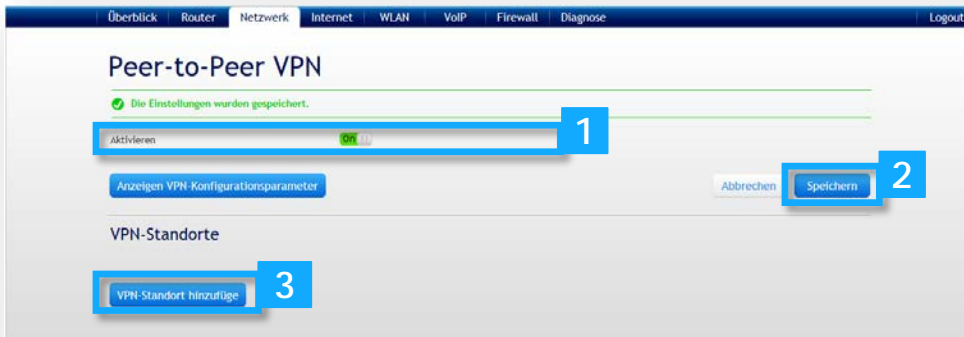 Überblick Router Netzwerk Internet WLAN VoIP Firewall Diagnose Logout
Peer-to-Peer VPN
Die Einstellungen wurden gespeichert.
Aktivieren On 1
Anzeigen VPN-Konfigurationsparameter Abbrechen Speichern 2
VPN-Standorte
VPN-Standort hinzufüge 3